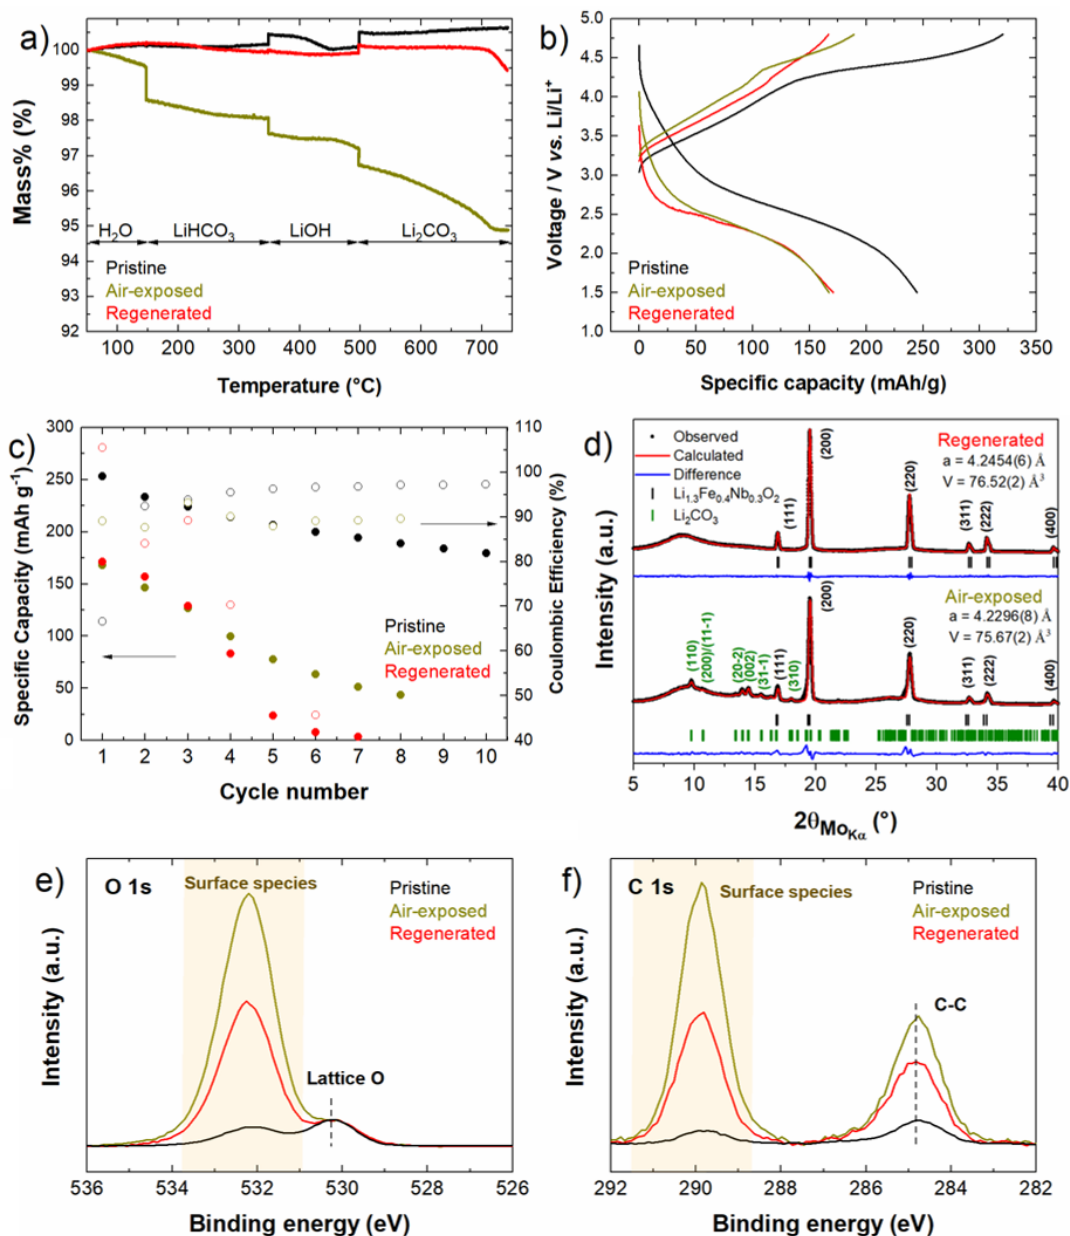 a)
Mass% (%)
100
99
98
97
96
95
94
93
92
H₂O
LiHCO₃
LiOH
Li₂CO₃
Pristine
Air-exposed
Regenerated
100 200 300 400 500 600 700
Temperature (°C)
b)
Voltage / V vs. Li/Li⁺
5.0
4.5
4.0
3.5
3.0
2.5
2.0
1.5
1.0
Pristine
Air-exposed
Regenerated
0 50 100 150 200 250 300 350
Specific capacity (mAh/g)
c)
Specific Capacity (mAh g⁻¹)
300
250
200
150
100
50
0
110
100
90
80
70
60
50
40
Coulombic Efficiency (%)
Pristine
Air-exposed
Regenerated
1 2 3 4 5 6 7 8 9 10
Cycle number
d)
Intensity (a.u.)
Observed
Calculated
Difference
Li₁.₃Fe₀.₄Nb₀.₃O₂
Li₂CO₃
Regenerated
a = 4.2454(6) Å
V = 76.52(2) Å³
(111)
(200)
(220)
(311)
(222)
(400)
Air-exposed
a = 4.2296(8) Å
V = 75.67(2) Å³
(110)
(200)/(11-1)
(20-2)
(002)
(31-1)
(111)
(310)
(200)
(220)
(311)
(222)
(400)
5 10 15 20 25 30 35 40
2θMoKα (°)
e)
O 1s
Surface species
Pristine
Air-exposed
Regenerated
Lattice O
Intensity (a.u.)
536 534 532 530 528 526
Binding energy (eV)
f)
C 1s
Surface species
Pristine
Air-exposed
Regenerated
C-C
Intensity (a.u.)
292 290 288 286 284 282
Binding energy (eV)